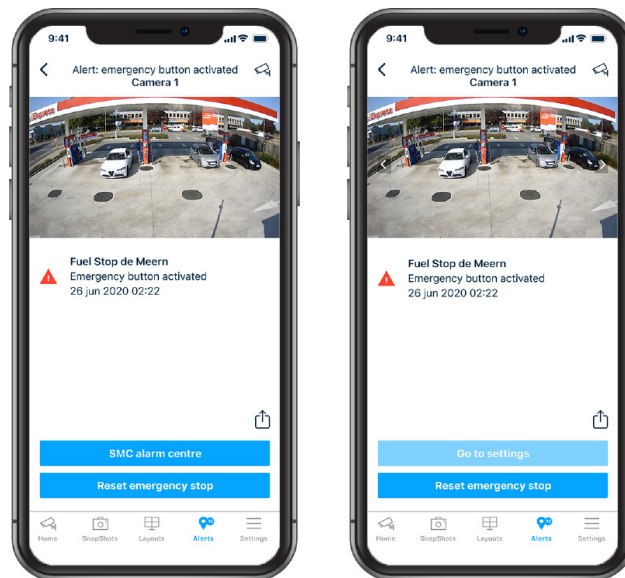 9:41
Alert: emergency button activated
Camera 1
Fuel Stop de Meern
Emergency button activated
26 jun 2020 02:22
SMC alarm centre
Reset emergency stop
Home
SnapShots
Layouts
Alerts
Settings
9:41
Alert: emergency button activated
Camera 1
Fuel Stop de Meern
Emergency button activated
26 jun 2020 02:22
Go to settings
Reset emergency stop
Home
SnapShots
Layouts
Alerts
Settings